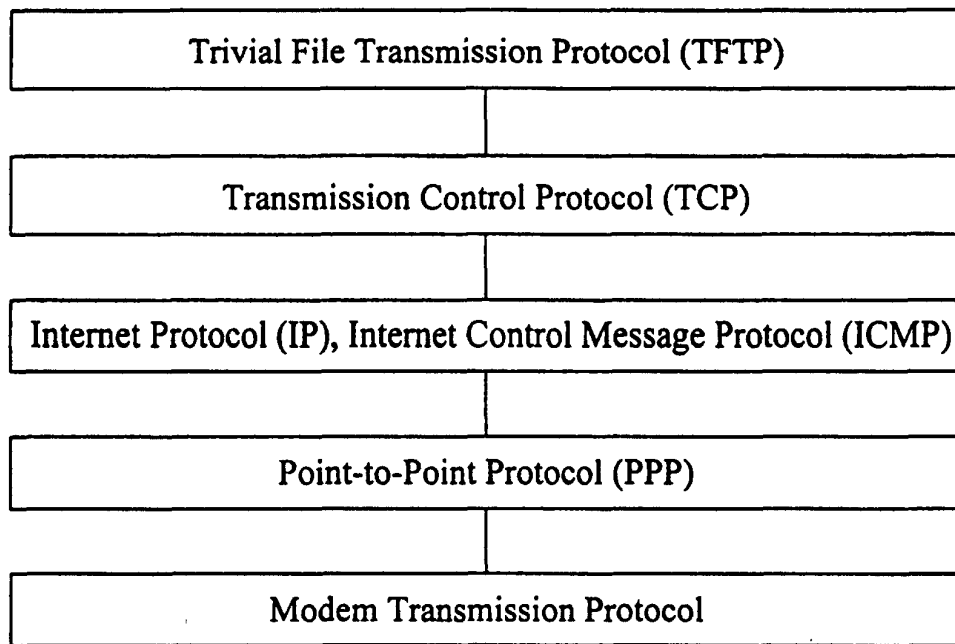 Trivial File Transmission Protocol (TFTP)
Transmission Control Protocol (TCP)
Internet Protocol (IP), Internet Control Message Protocol (ICMP)
Point-to-Point Protocol (PPP)
Modem Transmission Protocol